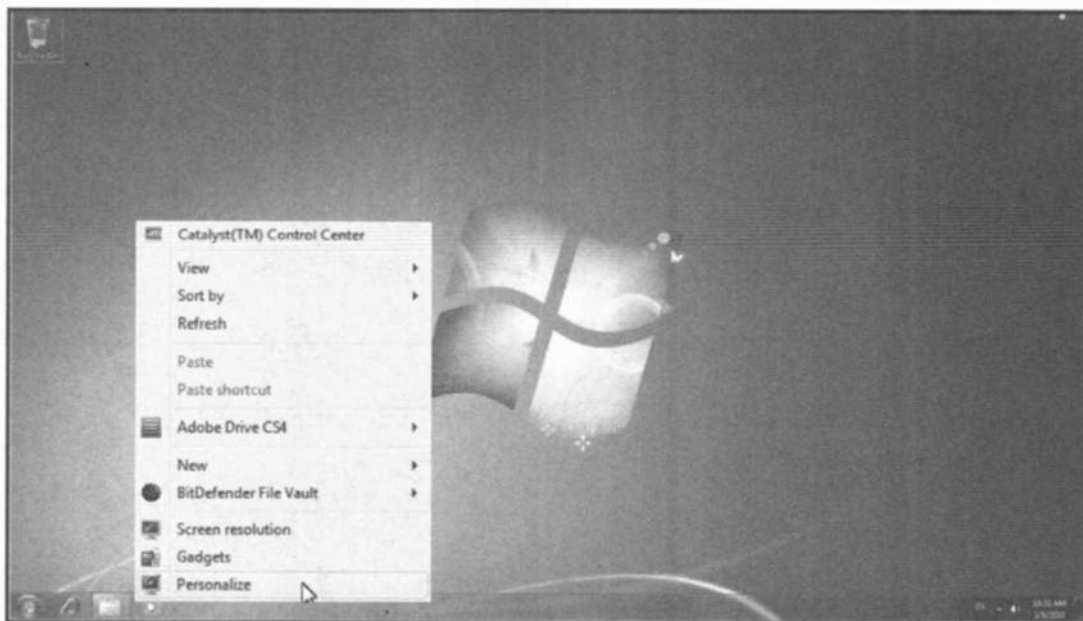 Catalyst(TM) Control Center
View
Sort by
Refresh
Paste
Paste shortcut
Adobe Drive CS4
New
BitDefender File Vault
Screen resolution
Gadgets
Personalize